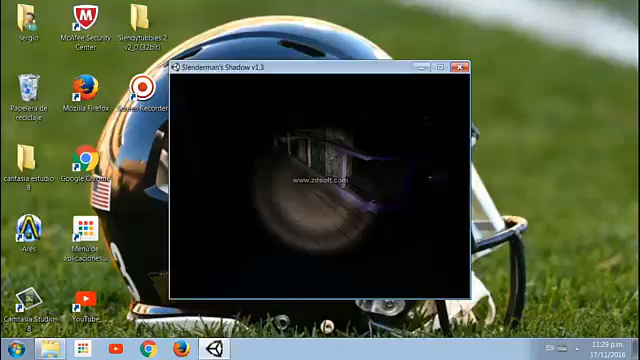 sergio
McAfee Security
Center
Slendytubbies 2
v2_0 (32bit)
Papelera de
reciclaje
Mozilla Firefox
Screen Recorder
camtasia estudio
8
Google Chrome
Ares
Menú de
aplicaciones...
Camtasia Studio
8
YouTube
Slenderman's Shadow v1.3
www.zdsoft.com
ES
11:29 p.m.
17/11/2016